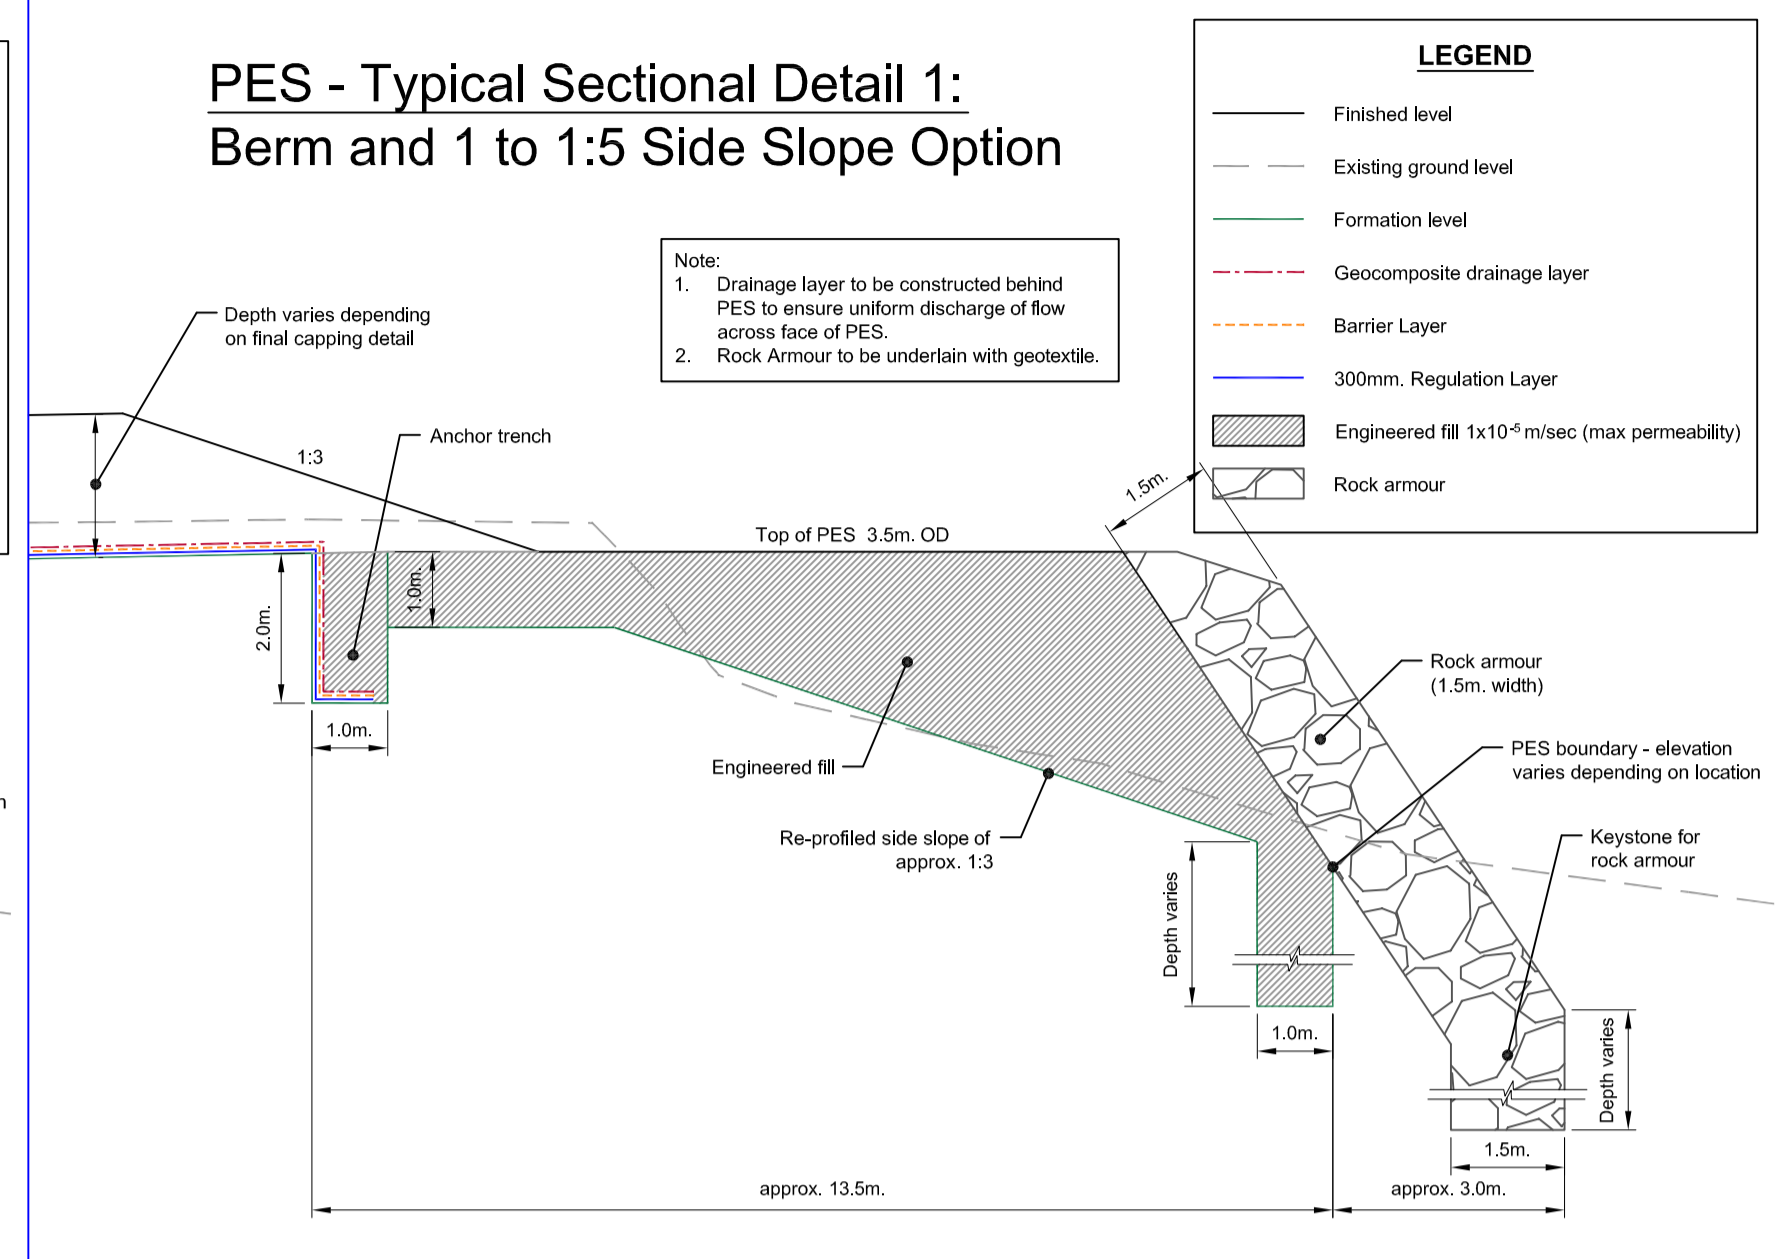 PES - Typical Sectional Detail 1:
Berm and 1 to 1:5 Side Slope Option
LEGEND
Finished level
Existing ground level
Formation level
Geocomposite drainage layer
Barrier Layer
300mm. Regulation Layer
Engineered fill 1x10⁻⁵ m/sec (max permeability)
Rock armour
Note:
1. Drainage layer to be constructed behind
PES to ensure uniform discharge of flow
across face of PES.
2. Rock Armour to be underlain with geotextile.
Depth varies depending
on final capping detail
Anchor trench
1:3
1.5m.
Top of PES 3.5m. OD
1.0m.
2.0m.
1.0m.
Rock armour
(1.5m. width)
PES boundary - elevation
varies depending on location
Engineered fill
Re-profiled side slope of
approx. 1:3
Keystone for
rock armour
Depth varies
1.0m.
Depth varies
1.5m.
approx. 13.5m.
approx. 3.0m.